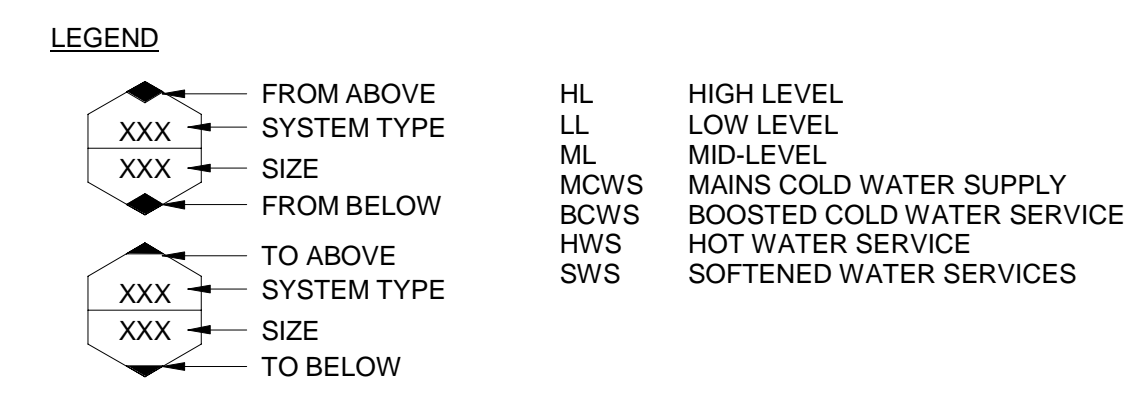 LEGEND
FROM ABOVE
XXX SYSTEM TYPE
XXX SIZE
FROM BELOW
TO ABOVE
XXX SYSTEM TYPE
XXX SIZE
TO BELOW
HL HIGH LEVEL
LL LOW LEVEL
ML MID-LEVEL
MCWS MAINS COLD WATER SUPPLY
BCWS BOOSTED COLD WATER SERVICE
HWS HOT WATER SERVICE
SWS SOFTENED WATER SERVICES